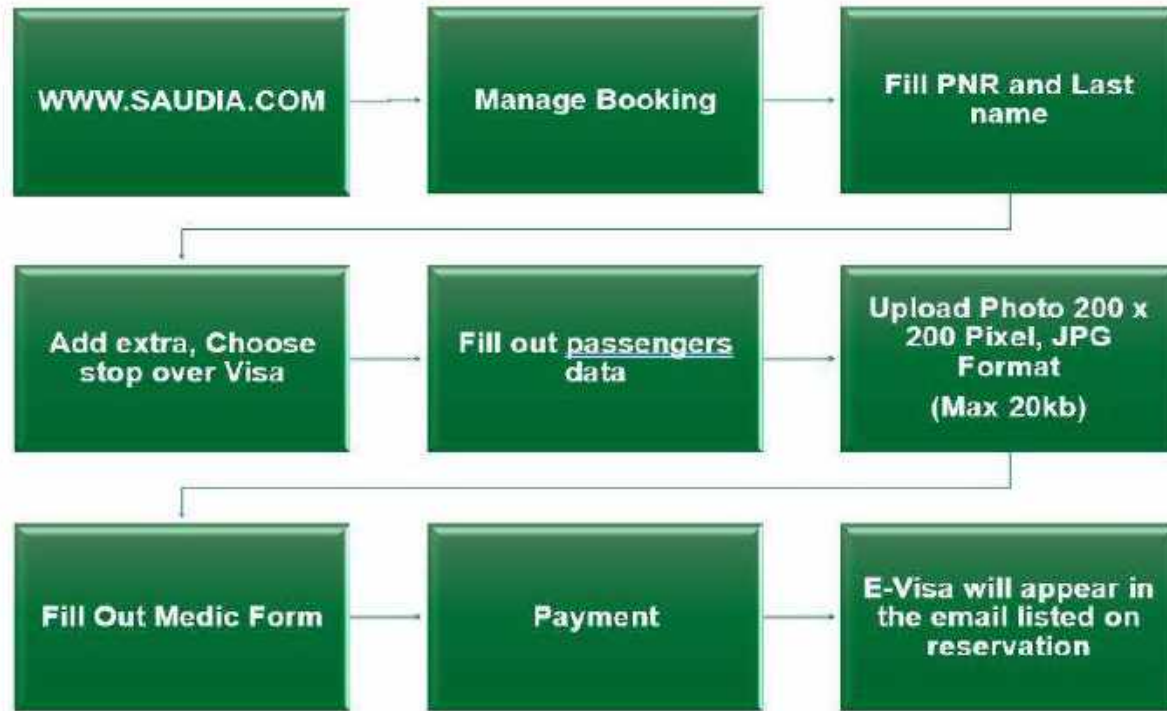 WWW.SAUDIA.COM
Manage Booking
Fill PNR and Last
name
Add extra, Choose
stop over Visa
Fill out passengers
data
Upload Photo 200 x
200 Pixel, JPG
Format
(Max 20kb)
Fill Out Medic Form
Payment
E-Visa will appear in
the email listed on
reservation